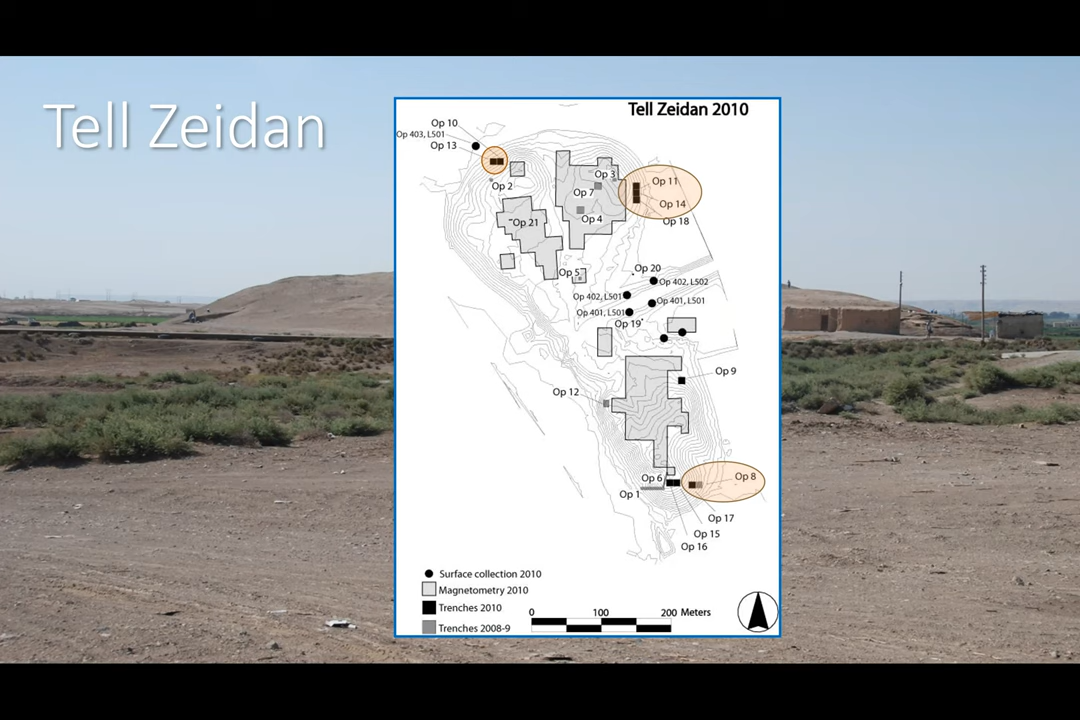 Tell Zeidan
Tell Zeidan 2010
Op 10
Op 403, L501
Op 13
Op 2
Op 3
Op 7
Op 4
Op 11
Op 14
Op 18
Op 21
Op 5
Op 20
Op 402, L502
Op 402, L501
Op 401, L501
Op 401, L501
Op 19
Op 9
Op 12
Op 6
Op 8
Op 1
Op 17
Op 15
Op 16
Surface collection 2010
Magnetometry 2010
Trenches 2010
Trenches 2008-9
0 100 200 Meters